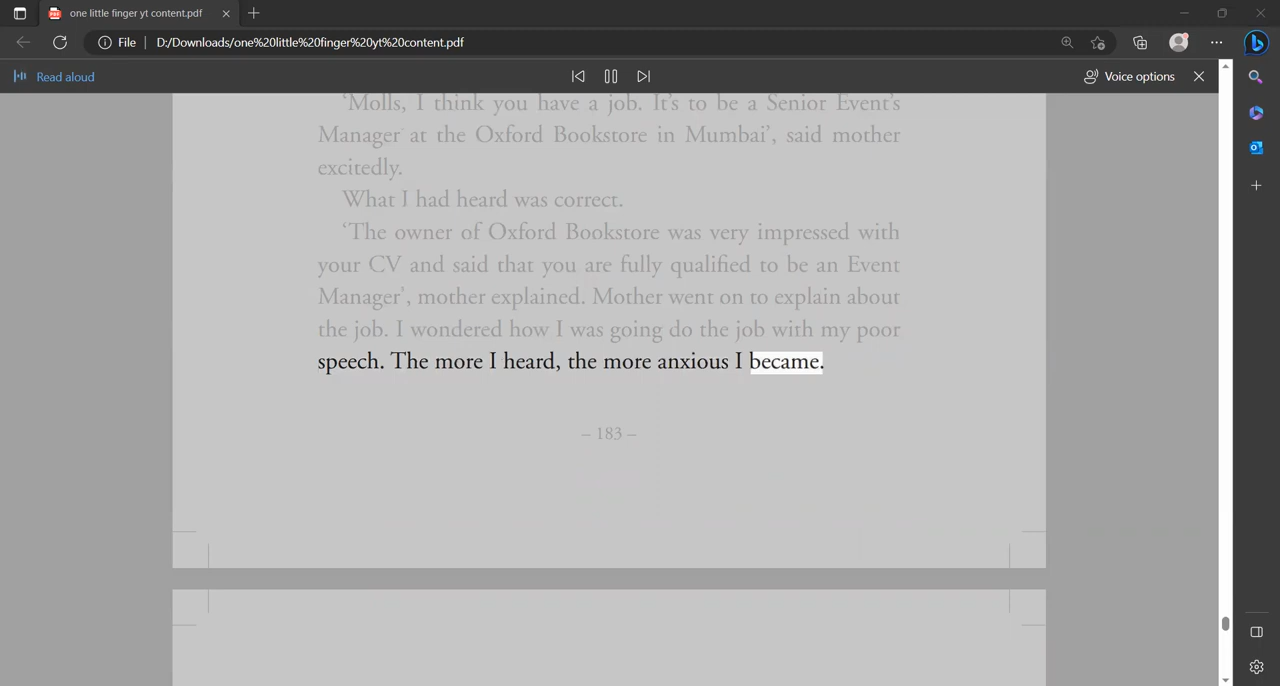 one little finger yt content.pdf
File D:/Downloads/one%20little%20finger%20yt%20content.pdf
Read aloud
Voice options
‘Molls, I think you have a job. It’s to be a Senior Event’s
Manager at the Oxford Bookstore in Mumbai’, said mother
excitedly.
What I had heard was correct.
‘The owner of Oxford Bookstore was very impressed with
your CV and said that you are fully qualified to be an Event
Manager’, mother explained. Mother went on to explain about
the job. I wondered how I was going do the job with my poor
speech. The more I heard, the more anxious I became.
– 183 –